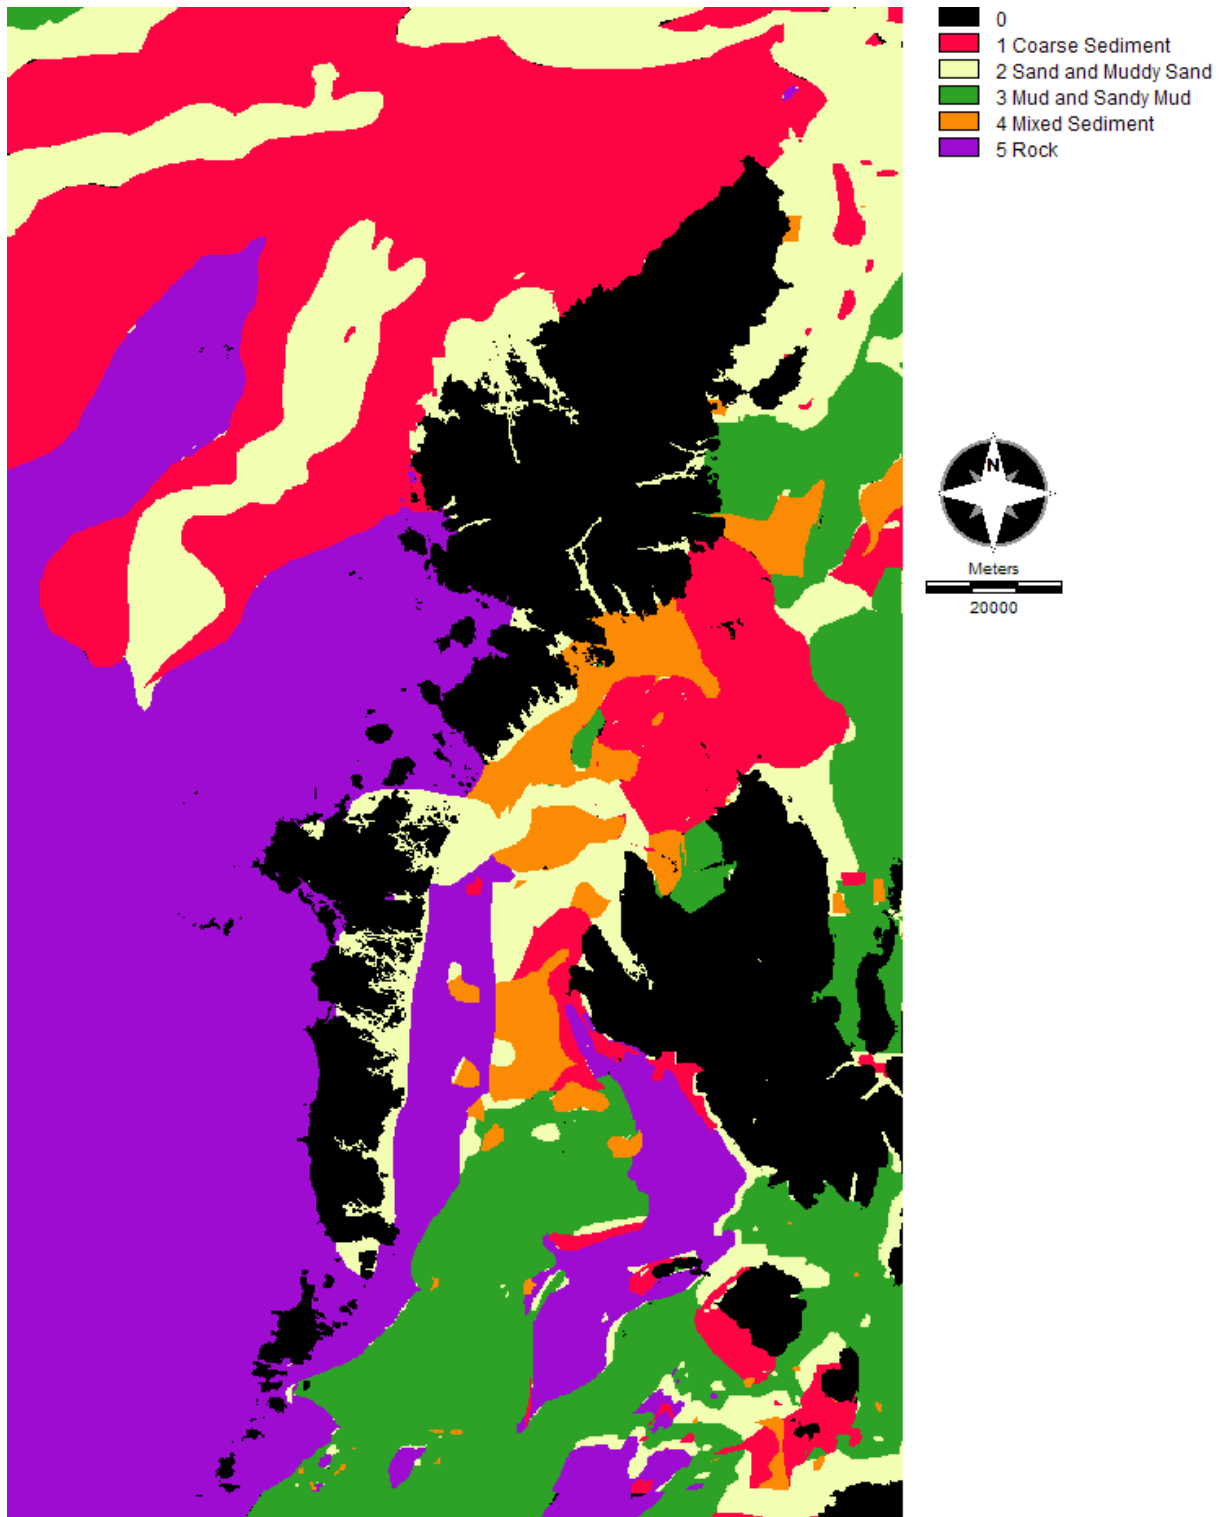 0
1 Coarse Sediment
2 Sand and Muddy Sand
3 Mud and Sandy Mud
4 Mixed Sediment
5 Rock
N
Meters
20000